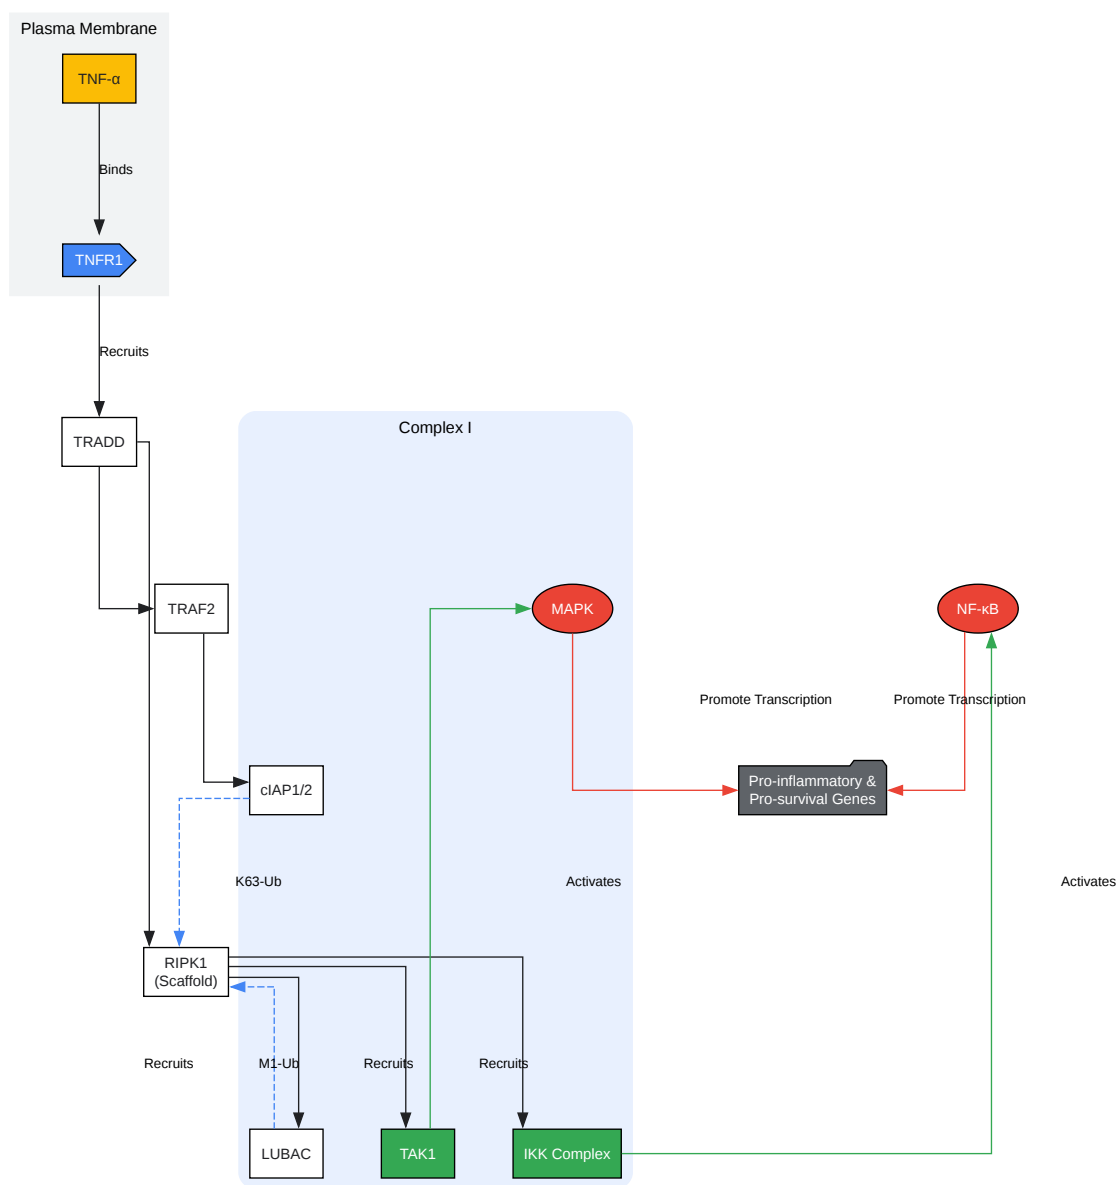 Plasma Membrane
TNF-α
Binds
TNFR1
Recruits
Complex I
TRADD
TRAF2
MAPK
NF-κB
Promote Transcription
Promote Transcription
cIAP1/2
Pro-inflammatory &
Pro-survival Genes
K63-Ub
Activates
Activates
RIPK1
(Scaffold)
Recruits
M1-Ub
Recruits
Recruits
LUBAC
TAK1
IKK Complex